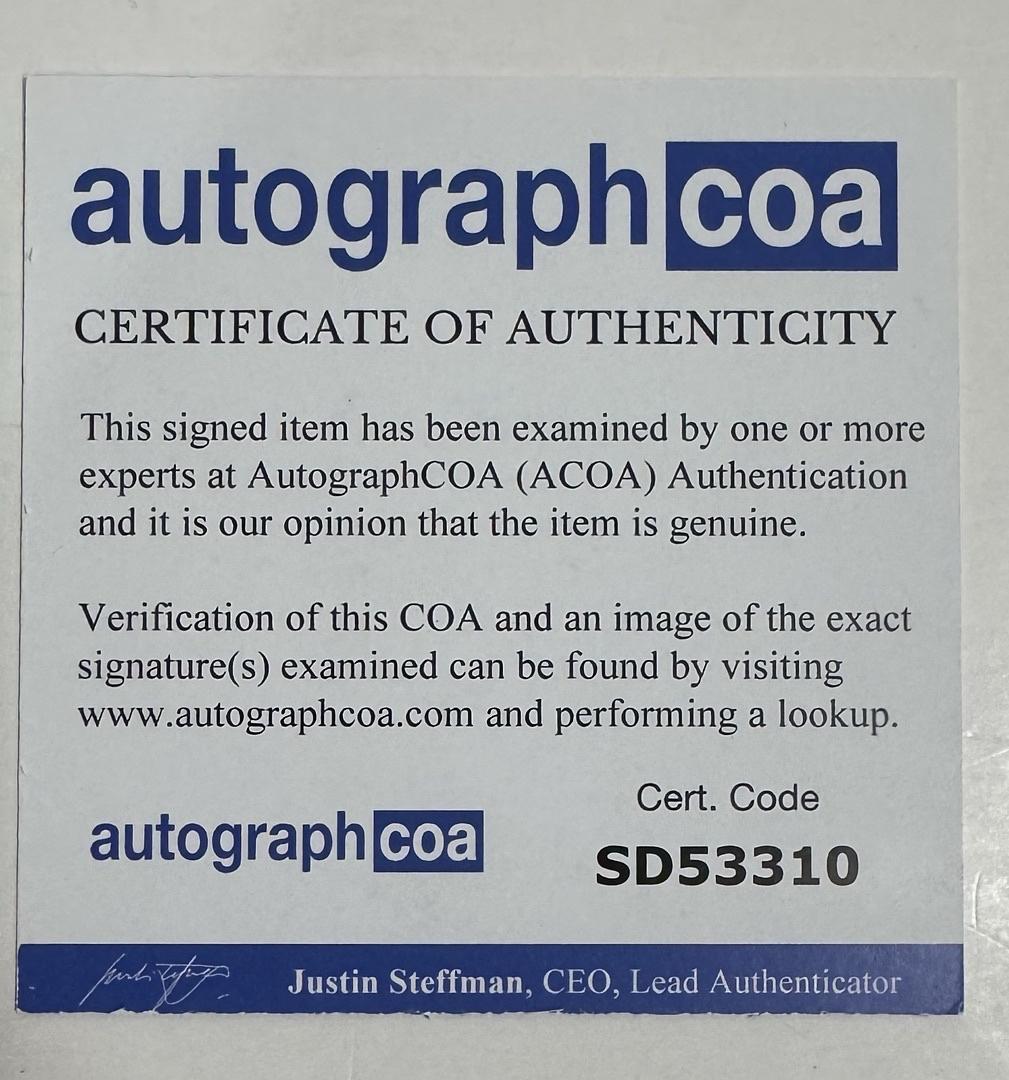 autographcoa
CERTIFICATE OF AUTHENTICITY
This signed item has been examined by one or more
experts at AutographCOA (ACOA) Authentication
and it is our opinion that the item is genuine.
Verification of this COA and an image of the exact
signature(s) examined can be found by visiting
www.autographcoa.com and performing a lookup.
Cert. Code
autographcoa
SD53310
Justin Steffman, CEO, Lead Authenticator